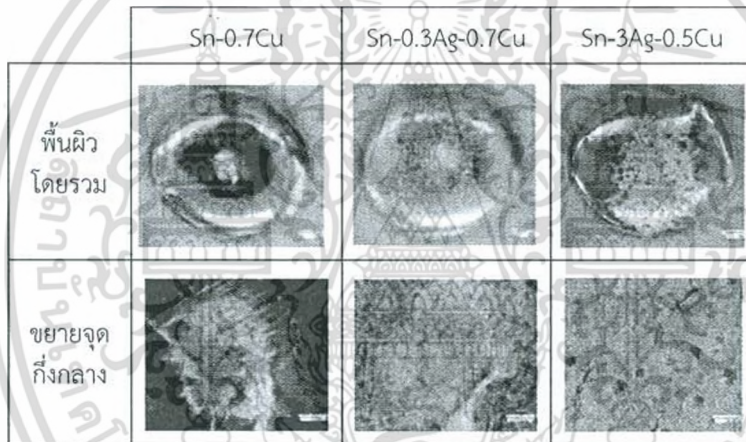 Sn-0.7Cu
Sn-0.3Ag-0.7Cu
Sn-3Ag-0.5Cu
พื้นผิว
โดยรวม
ขยายจุด
กึ่งกลาง